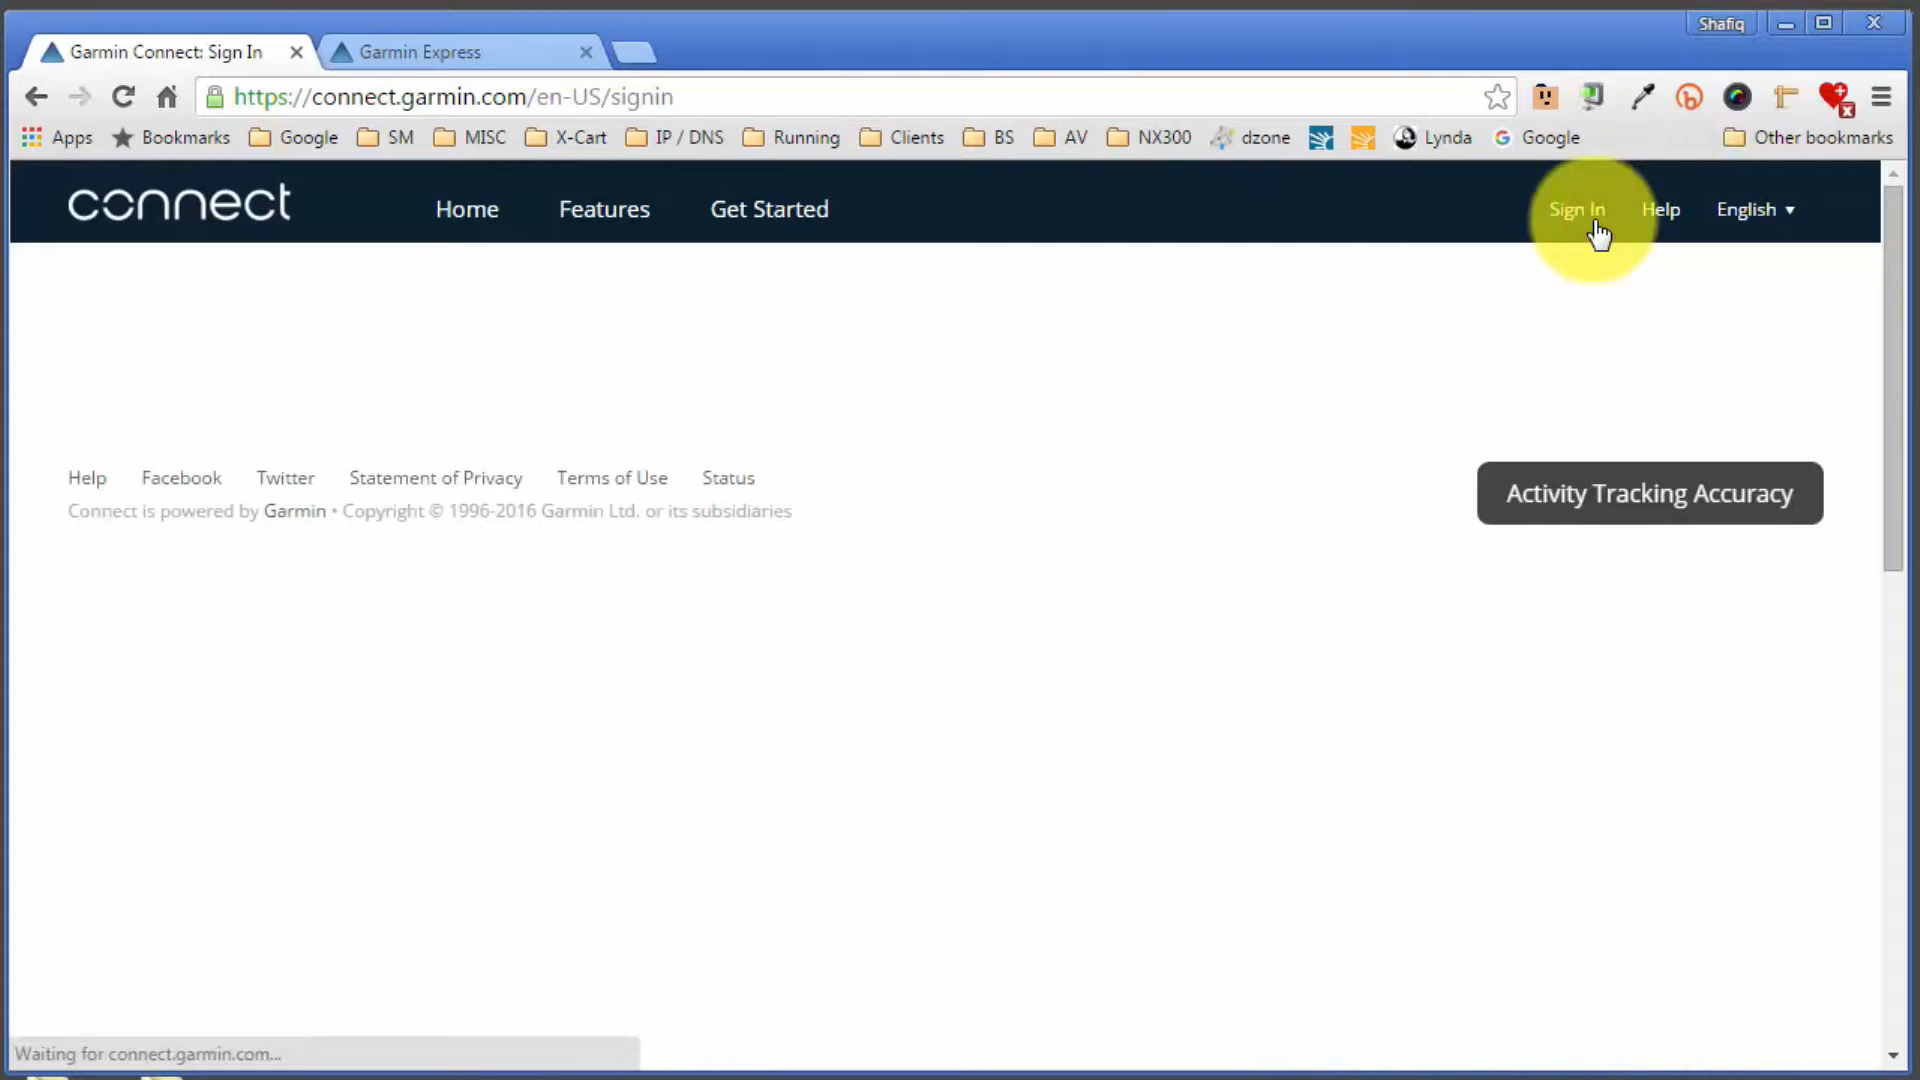 Shafiq
Garmin Connect: Sign In
Garmin Express
https://connect.garmin.com/en-US/signin
Apps Bookmarks Google SM MISC X-Cart IP / DNS Running Clients BS AV NX300 dzone Lynda Google Other bookmarks
connect Home Features Get Started Sign In Help English
Help Facebook Twitter Statement of Privacy Terms of Use Status
Activity Tracking Accuracy
Connect is powered by Garmin • Copyright © 1996-2016 Garmin Ltd. or its subsidiaries
Waiting for connect.garmin.com...